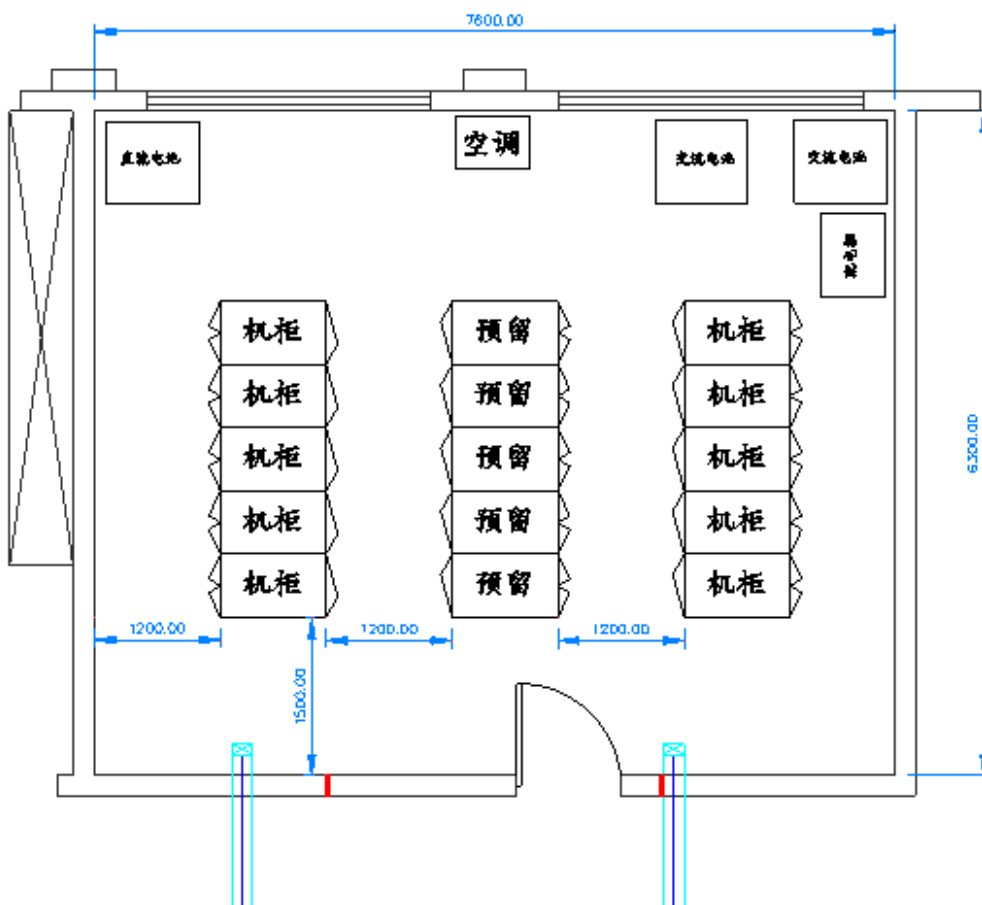 7600.00
直流电池
空调
交流电池
交流电池
机柜 预留 机柜
机柜 预留 机柜
机柜 预留 机柜
机柜 预留 机柜
机柜 预留 机柜
6300.00
1200.00
1200.00
1200.00
1500.00